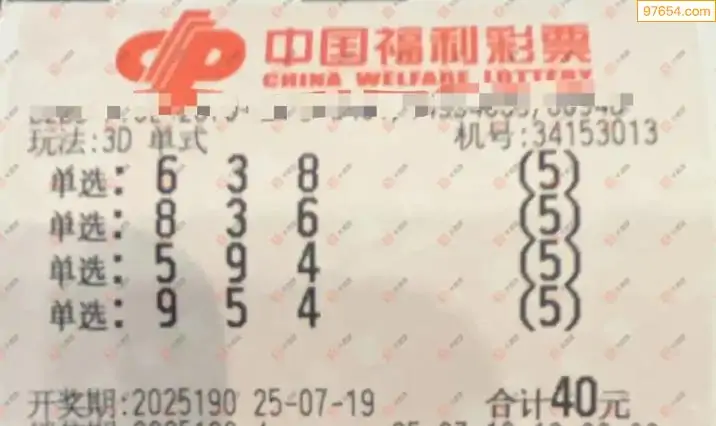 97654.com
中国福利彩票
CHINA WELFARE LOTTERY
玩法:3D 单式 机号:34153013
单选: 6 3 8 (5)
单选: 8 3 6 (5)
单选: 5 9 4 (5)
单选: 9 5 4 (5)
开奖期:2025190 25-07-19 合计40元